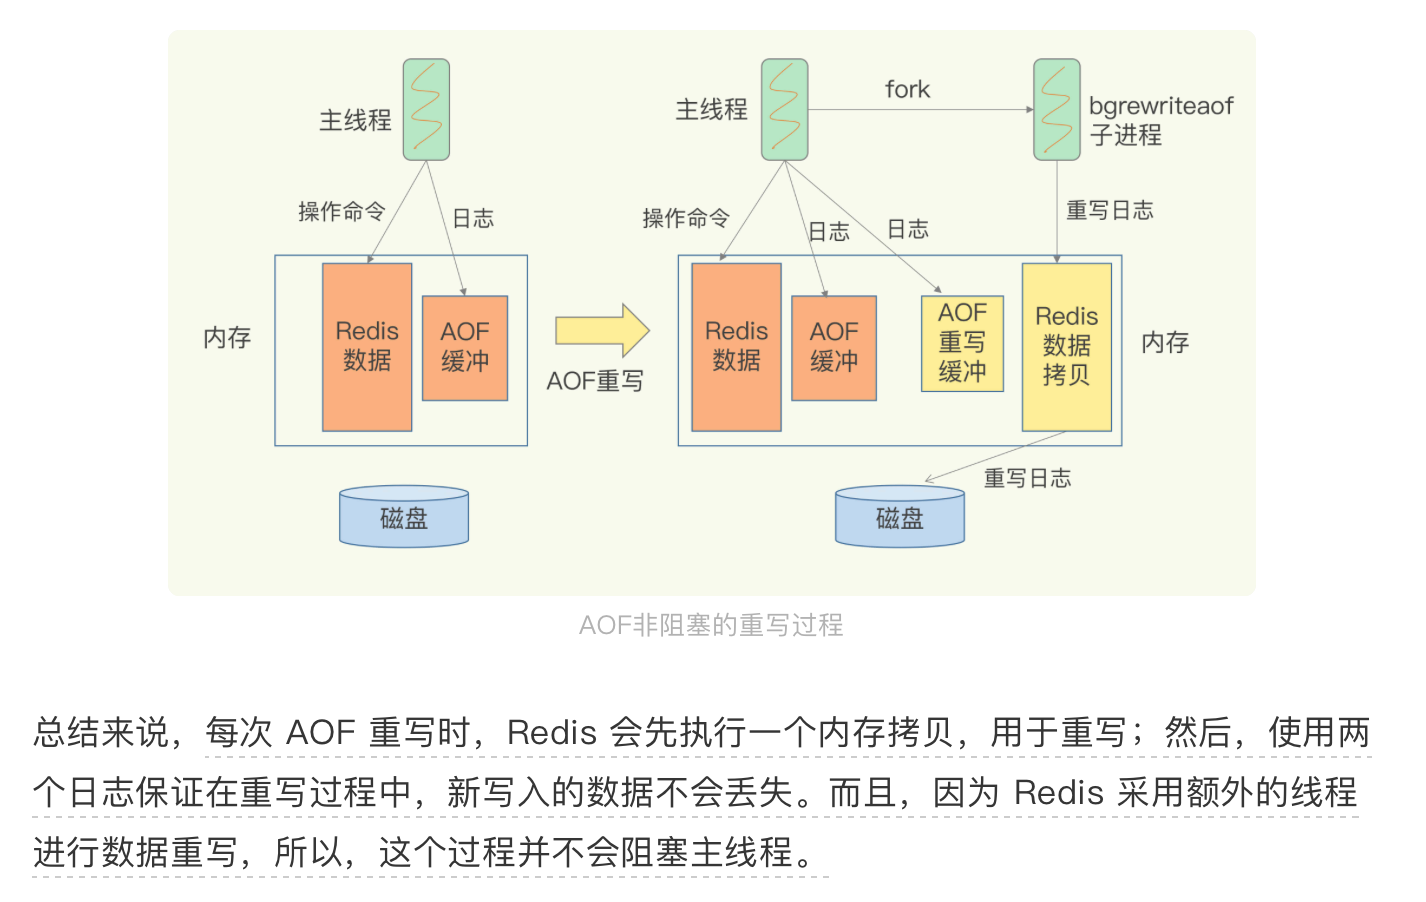 主线程
操作命令
日志
内存
Redis
数据
AOF
缓冲
磁盘
AOF重写
主线程
fork
bgrewriteaof
子进程
操作命令
日志
日志
重写日志
Redis
数据
AOF
缓冲
AOF
重写
缓冲
Redis
数据
拷贝
内存
重写日志
磁盘
AOF非阻塞的重写过程
总结来说，每次 AOF 重写时，Redis 会先执行一个内存拷贝，用于重写；然后，使用两
个日志保证在重写过程中，新写入的数据不会丢失。而且，因为 Redis 采用额外的线程
进行数据重写，所以，这个过程并不会阻塞主线程。